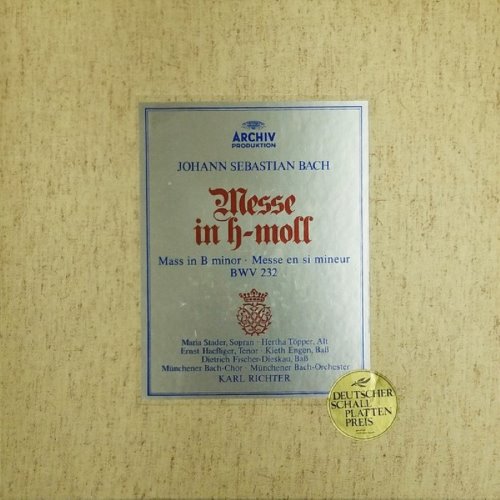 ARCHIV
PRODUKTION
JOHANN SEBASTIAN BACH
Messe
in h-moll
Mass in B minor · Messe en si mineur
BWV 232
Maria Stader, Sopran · Hertha Töpper, Alt
Ernst Haefliger, Tenor · Kieth Engen, Baß
Dietrich Fischer-Dieskau, Baß
Münchener Bach-Chor · Münchener Bach-Orchester
KARL RICHTER
DEUTSCHER
SCHALL
PLATTEN
PREIS